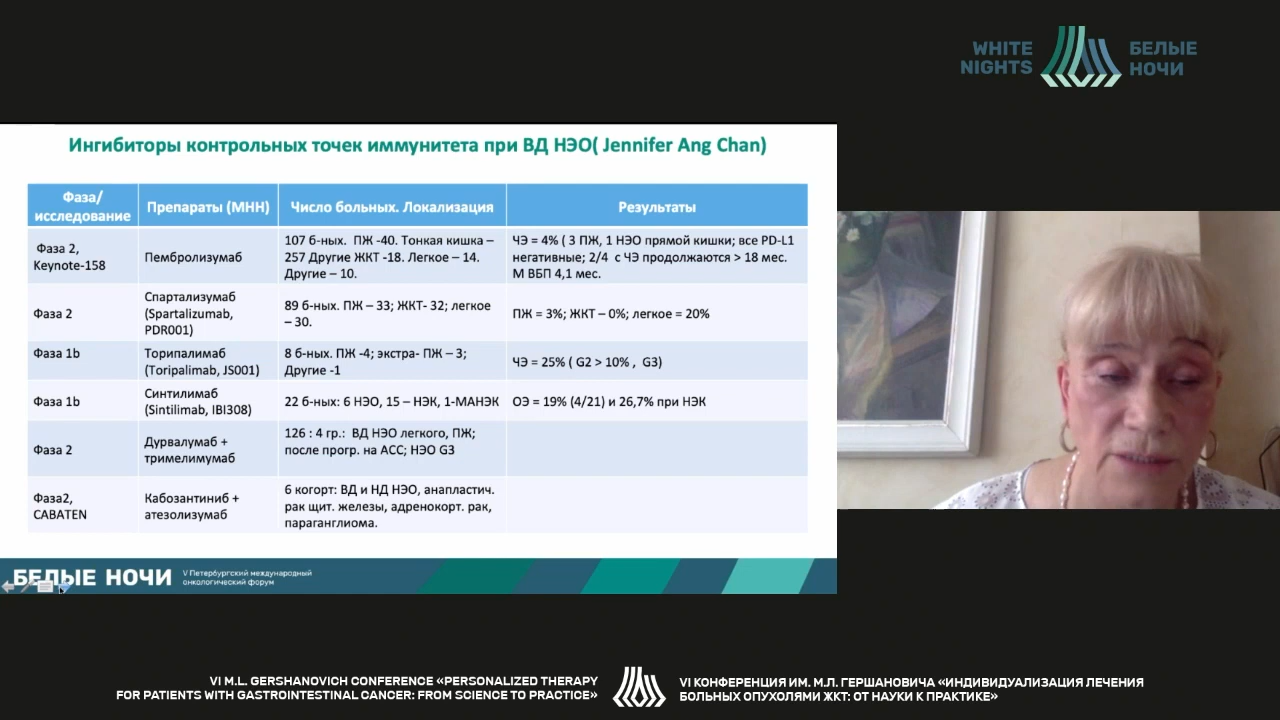 WHITE
NIGHTS
БЕЛЫЕ
НОЧИ
Ингибиторы контрольных точек иммунитета при ВД НЭО( Jennifer Ang Chan)
Фаза/
исследование
Препараты (МНН)
Число больных. Локализация
Результаты
Фаза 2,
Keynote-158
Пембролизумаб
107 б-ных. ПЖ -40. Тонкая кишка –
257 Другие ЖКТ -18. Легкое – 14.
Другие – 10.
ЧЭ = 4% ( 3 ПЖ, 1 НЭО прямой кишки; все PD-L1
негативные; 2/4 с ЧЭ продолжаются > 18 мес.
М ВБП 4,1 мес.
Фаза 2
Спартализумаб
(Spartalizumab,
PDR001)
89 б-ных. ПЖ – 33; ЖКТ- 32; легкое
– 30.
ПЖ = 3%; ЖКТ – 0%; легкое = 20%
Фаза 1b
Торипалимаб
(Toripalimab, JS001)
8 б-ных. ПЖ -4; экстра- ПЖ – 3;
Другие -1
ЧЭ = 25% ( G2 > 10% , G3)
Фаза 1b
Синтилимаб
(Sintilimab, IBI308)
22 б-ных: 6 НЭО, 15 – НЭК, 1-МАНЭК
ОЭ = 19% (4/21) и 26,7% при НЭК
Фаза 2
Дурвалумаб +
тримелимумаб
126 : 4 гр.: ВД НЭО легкого, ПЖ;
после прогр. на АСС; НЭО G3
Фаза2,
CABATEN
Кабозантиниб +
атезолизумаб
6 когорт: ВД и НД НЭО, анапластич.
рак щит. железы, адренокорт. рак,
параганглиома.
БЕЛЫЕ НОЧИ
V Петербургский международный
онкологический форум
VI M.L. GERSHANOVICH CONFERENCE «PERSONALIZED THERAPY
FOR PATIENTS WITH GASTROINTESTINAL CANCER: FROM SCIENCE TO PRACTICE»
VI КОНФЕРЕНЦИЯ ИМ. М.Л. ГЕРШАНОВИЧА «ИНДИВИДУАЛИЗАЦИЯ ЛЕЧЕНИЯ
БОЛЬНЫХ ОПУХОЛЯМИ ЖКТ: ОТ НАУКИ К ПРАКТИКЕ»